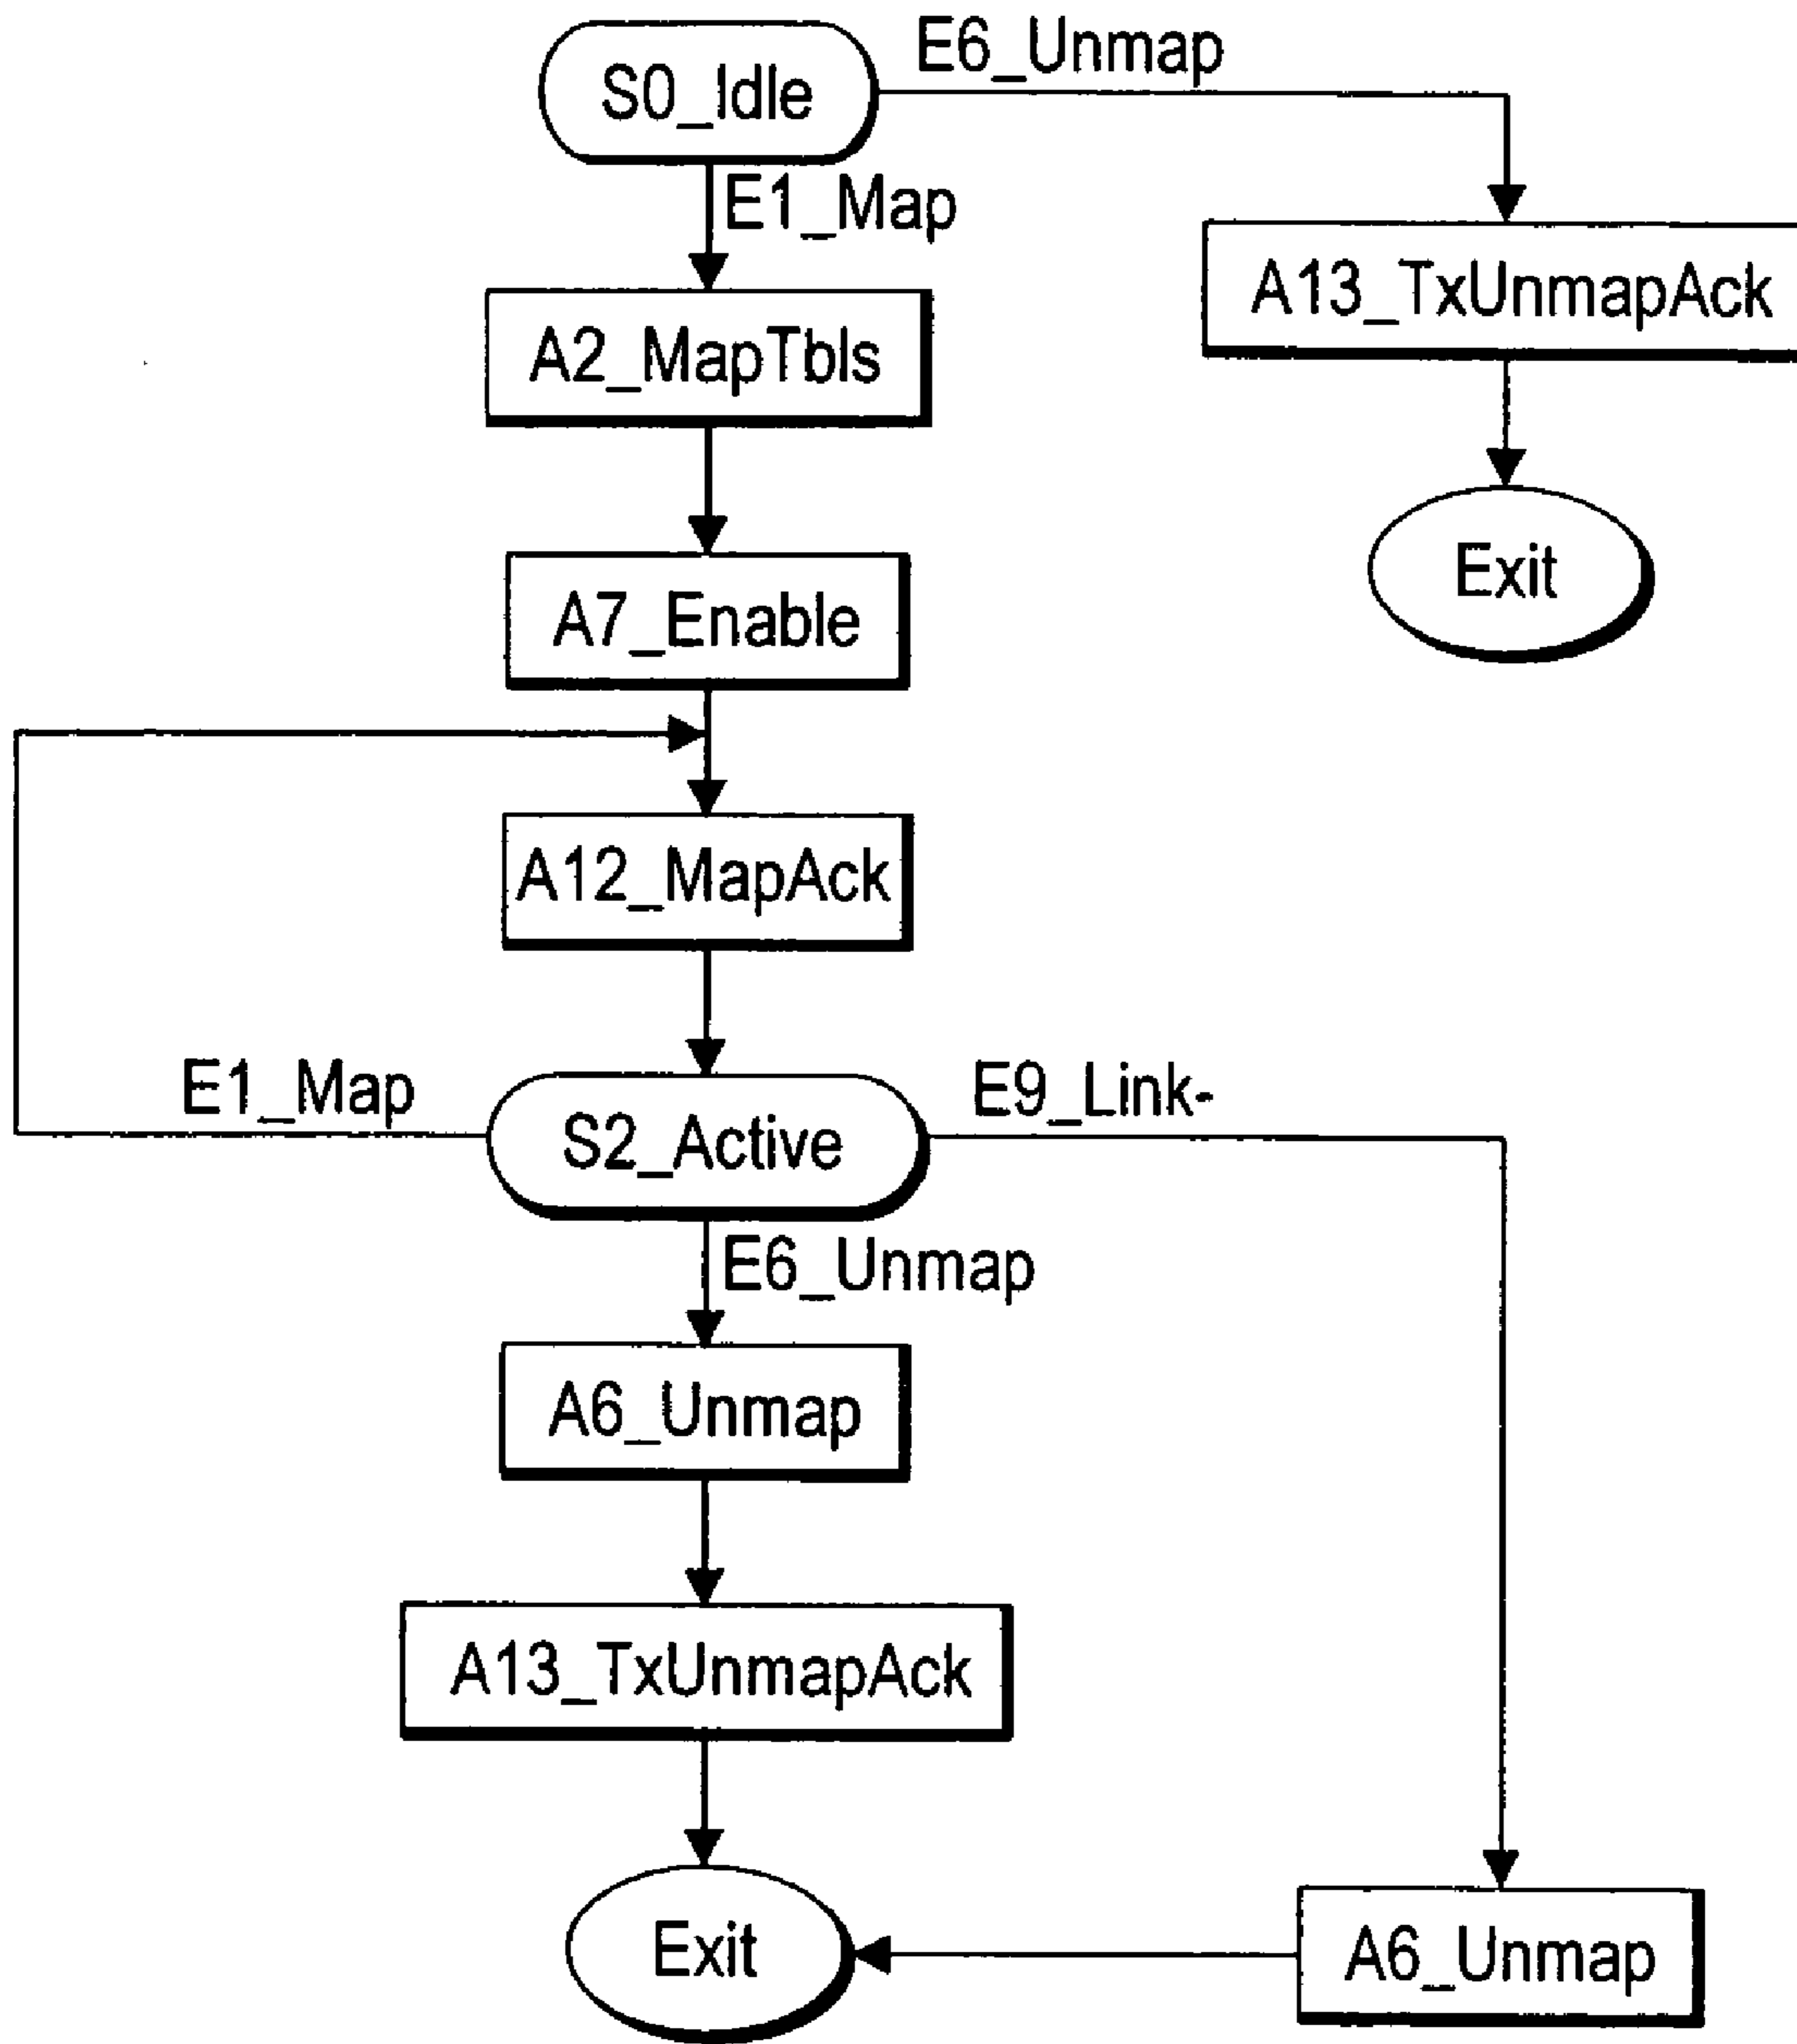 S0_Idle
E6_Unmap
E1_Map
A13_TxUnmapAck
A2_MapTbls
Exit
A7_Enable
A12_MapAck
E1_Map
E9_Link-
S2_Active
E6_Unmap
A6_Unmap
A13_TxUnmapAck
Exit
A6_Unmap